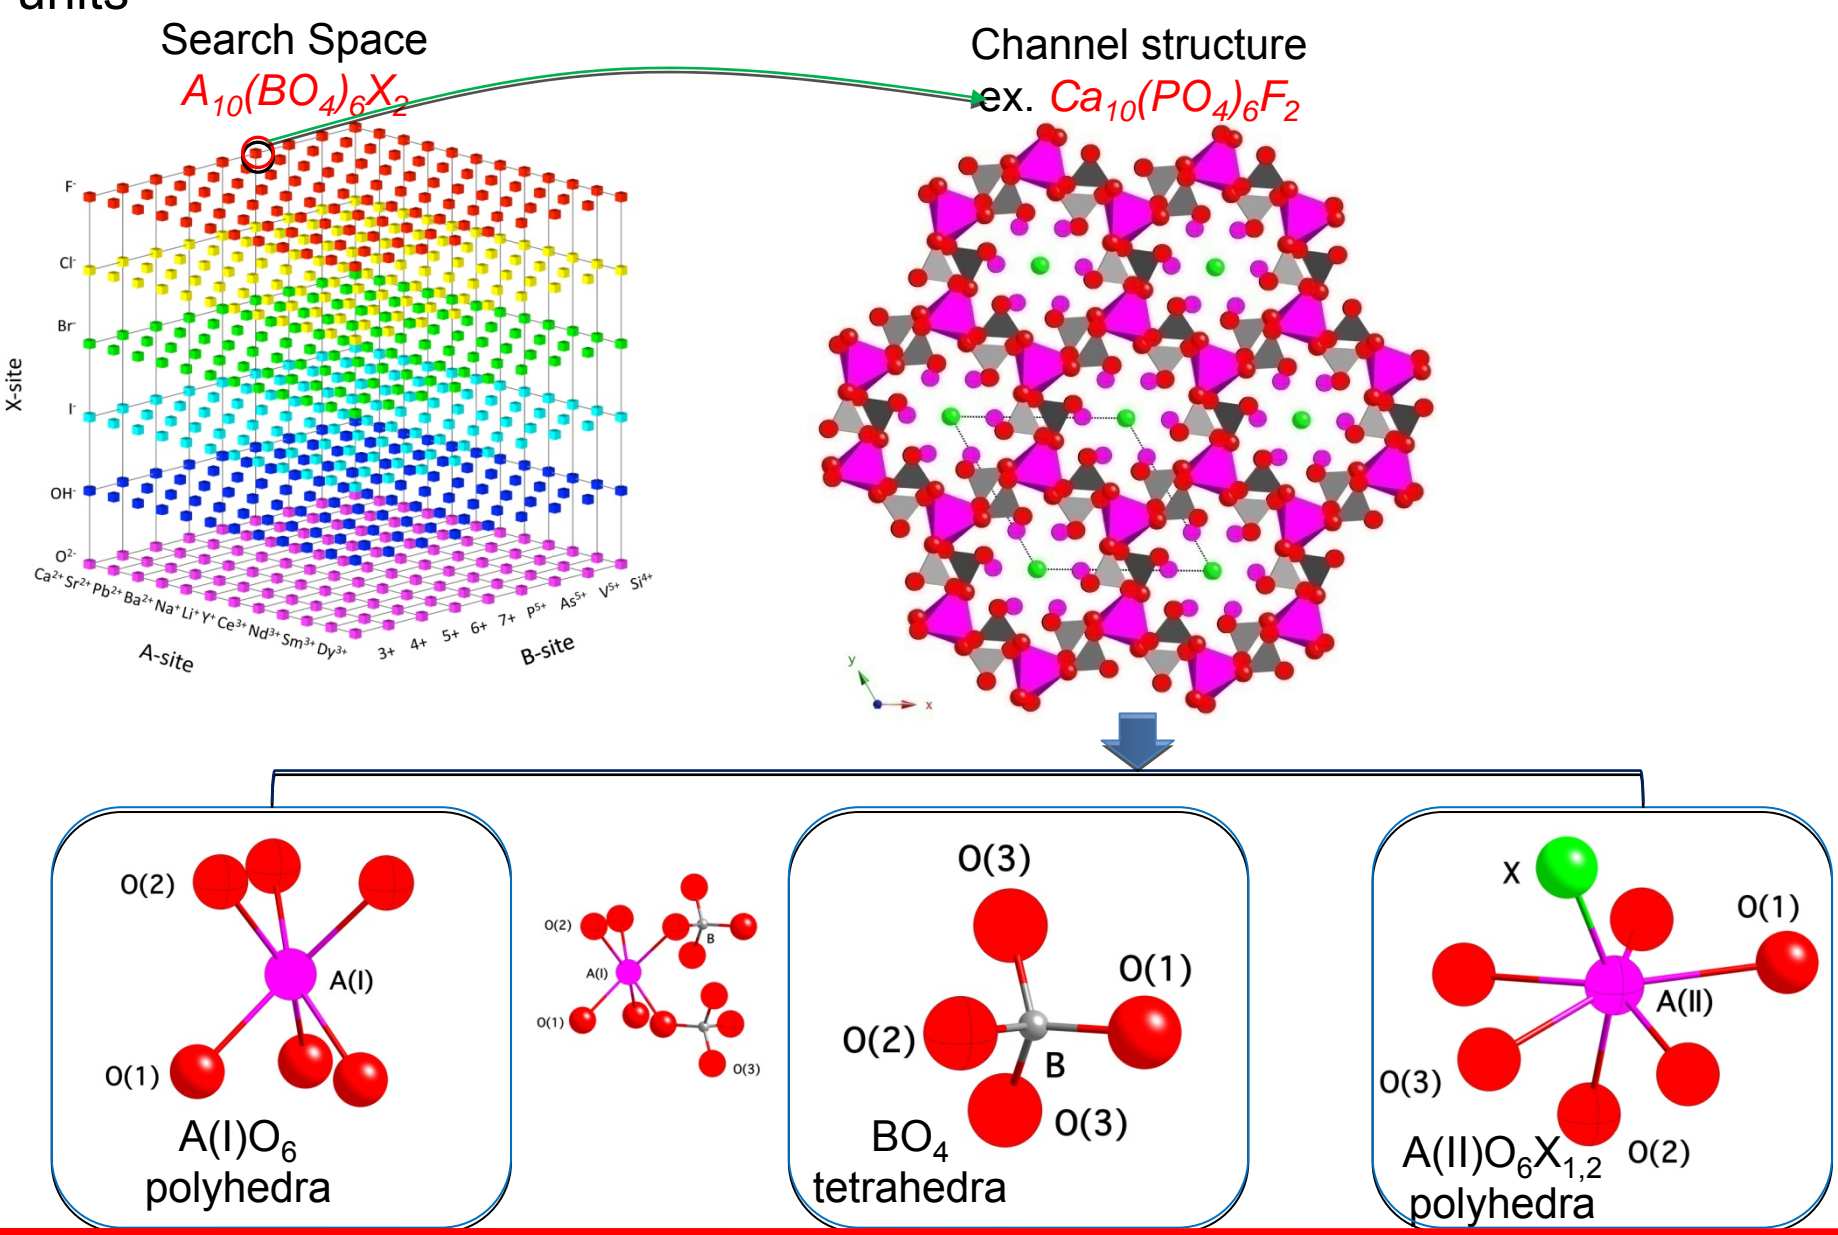 units
Search Space
A₁₀(BO₄)₆X₂
Channel structure
ex. Ca₁₀(PO₄)₆F₂
X-site
F⁻
Cl⁻
Br⁻
I⁻
OH⁻
O²⁻
Ca²⁺ Sr²⁺ Pb²⁺ Ba²⁺ Na⁺ Li⁺ Y⁺ Ce³⁺ Nd³⁺ Sm³⁺ Dy³⁺
A-site
3+ 4+ 5+ 6+ 7+ P⁵⁺ As⁵⁺ V⁵⁺ Si⁴⁺
B-site
y
x
O(2)
A(I)
O(1)
A(I)O₆
polyhedra
O(2)
B
A(I)
O(1)
O(3)
O(3)
O(1)
O(2)
B
O(3)
BO₄
tetrahedra
X
O(1)
A(II)
O(3)
O(2)
A(II)O₆X₁,₂
polyhedra